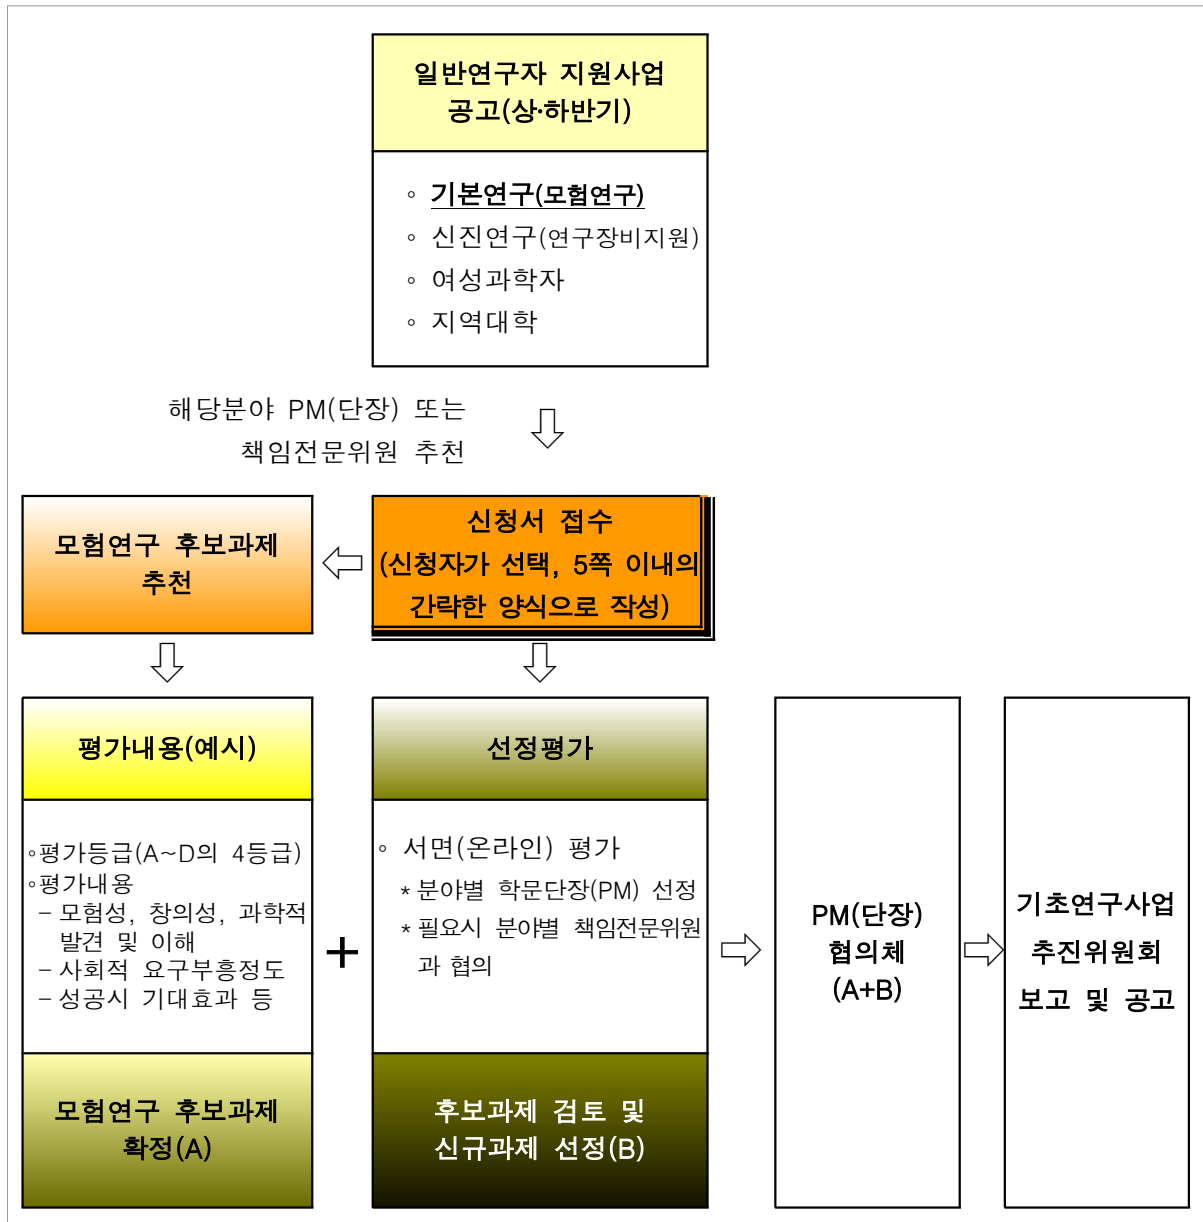 일반연구자 지원사업
공고(상·하반기)
◦ 기본연구(모험연구)
◦ 신진연구(연구장비지원)
◦ 여성과학자
◦ 지역대학
해당분야 PM(단장) 또는
책임전문위원 추천
모험연구 후보과제
추천
신청서 접수
(신청자가 선택, 5쪽 이내의
간략한 양식으로 작성)
평가내용(예시)
◦평가등급(A~D의 4등급)
◦평가내용
- 모험성, 창의성, 과학적
발견 및 이해
- 사회적 요구부흥정도
- 성공시 기대효과 등
모험연구 후보과제
확정(A)
+
선정평가
◦ 서면(온라인) 평가
* 분야별 학문단장(PM) 선정
* 필요시 분야별 책임전문위원
과 협의
후보과제 검토 및
신규과제 선정(B)
PM(단장)
협의체
(A+B)
기초연구사업
추진위원회
보고 및 공고